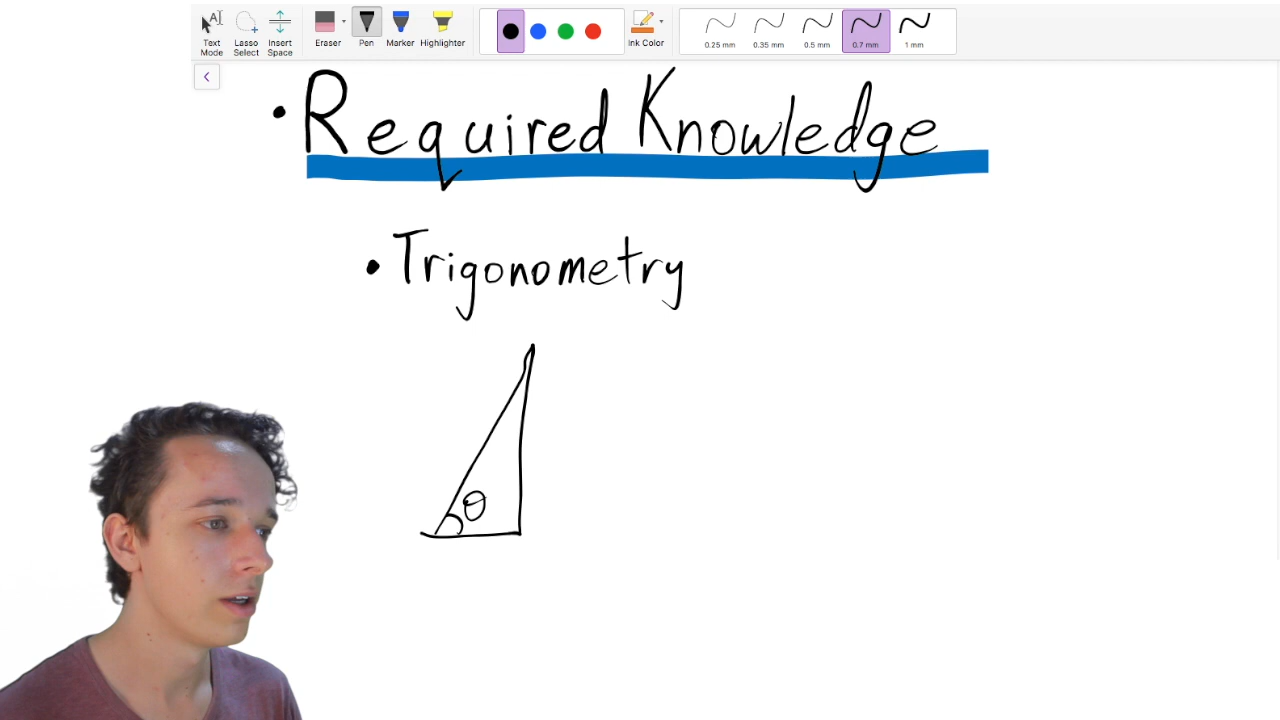 Text Mode
Lasso Select
Insert Space
Eraser
Pen
Marker
Highlighter
Ink Color
0.25 mm
0.35 mm
0.5 mm
0.7 mm
1 mm
• Required Knowledge
• Trigonometry
θ